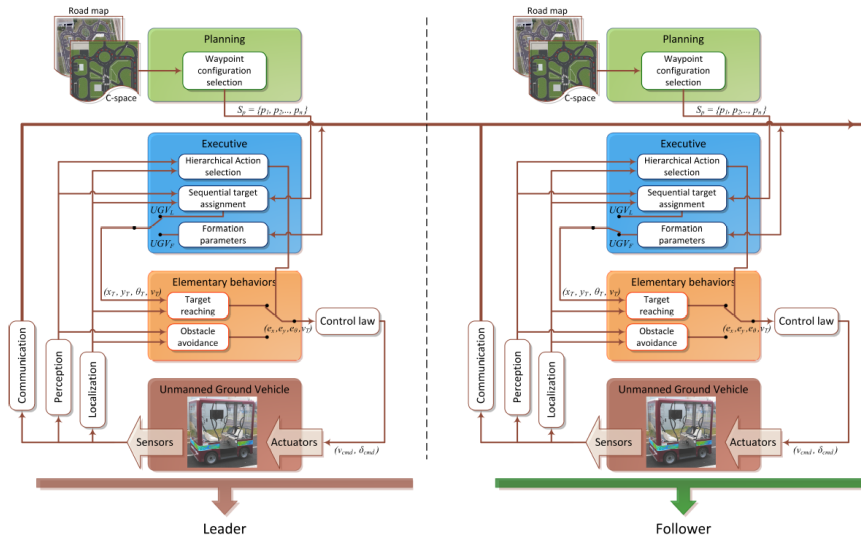 Road map
C-space
Planning
Waypoint
configuration
selection
S_p = {p_1, p_2,.., p_n}
Executive
Hierarchical Action
selection
Sequential target
assignment
UGV_L
UGV_F
Formation
parameters
Elementary behaviors
(x_T, y_T, θ_T, v_T)
Target
reaching
Obstacle
avoidance
(e_x,e_y,e_θ,v_T)
Control law
Communication
Perception
Localization
Unmanned Ground Vehicle
Sensors
Actuators
(v_cmd, δ_cmd)
Leader
Road map
C-space
Planning
Waypoint
configuration
selection
S_p = {p_1, p_2,.., p_n}
Executive
Hierarchical Action
selection
Sequential target
assignment
UGV_L
UGV_F
Formation
parameters
Elementary behaviors
(x_T, y_T, θ_T, v_T)
Target
reaching
Obstacle
avoidance
(e_x,e_y,e_θ,v_T)
Control law
Communication
Perception
Localization
Unmanned Ground Vehicle
Sensors
Actuators
(v_cmd, δ_cmd)
Follower